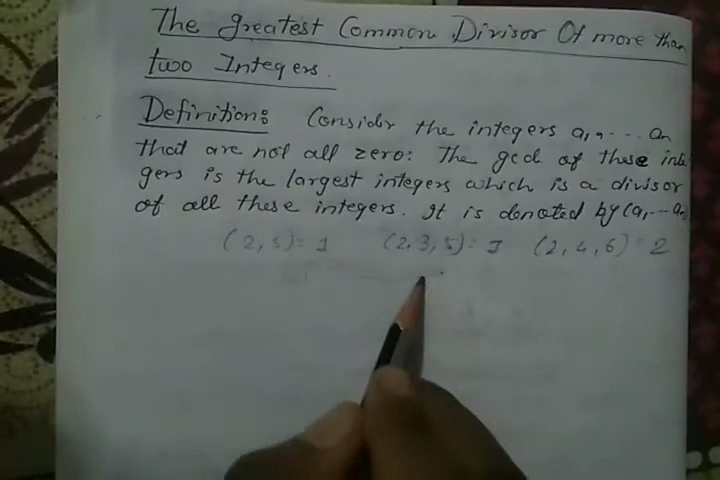 The Greatest Common Divisor Of more than
two Integers.
Definition: Consider the integers a1, .... an
that are not all zero: The gcd of these inte
gers is the largest integers which is a divisor
of all these integers. It is denoted by (a1, -- an)
(2, 5) = 1 (2, 3, 5) = 1 (2, 4, 6) = 2